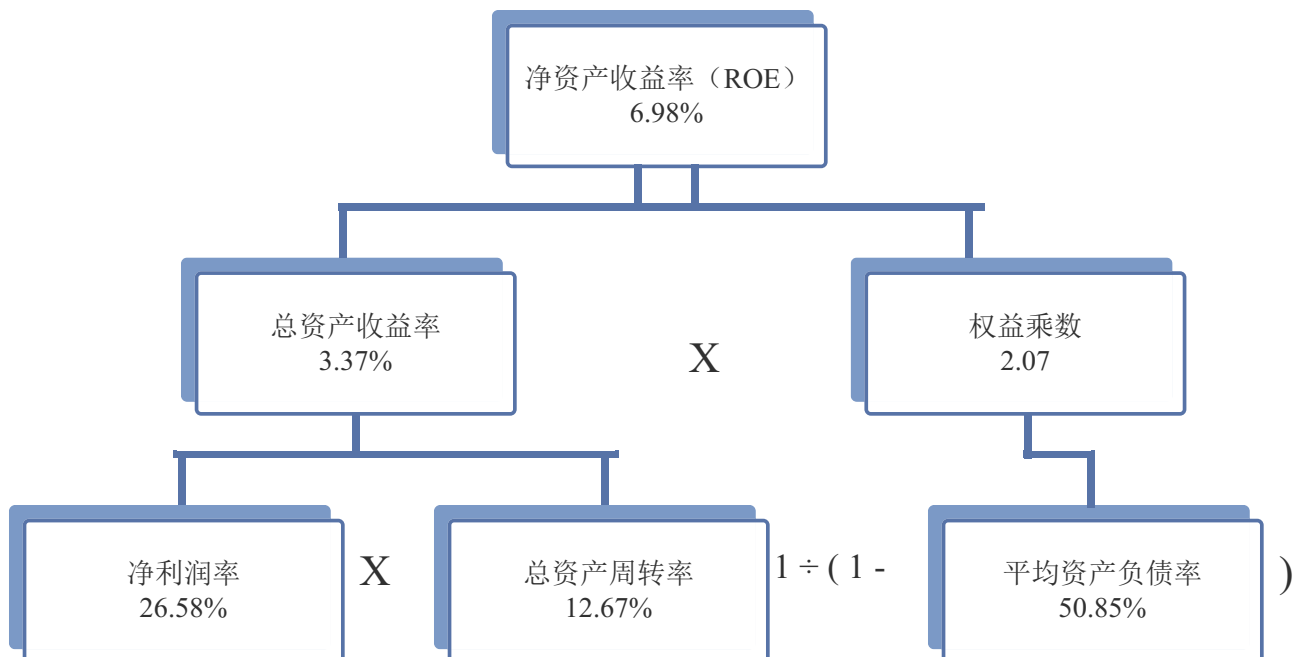 净资产收益率（ROE）
6.98%
总资产收益率
3.37%
X
权益乘数
2.07
净利润率
26.58%
X
总资产周转率
12.67%
1 ÷ ( 1 -
平均资产负债率
50.85%
)